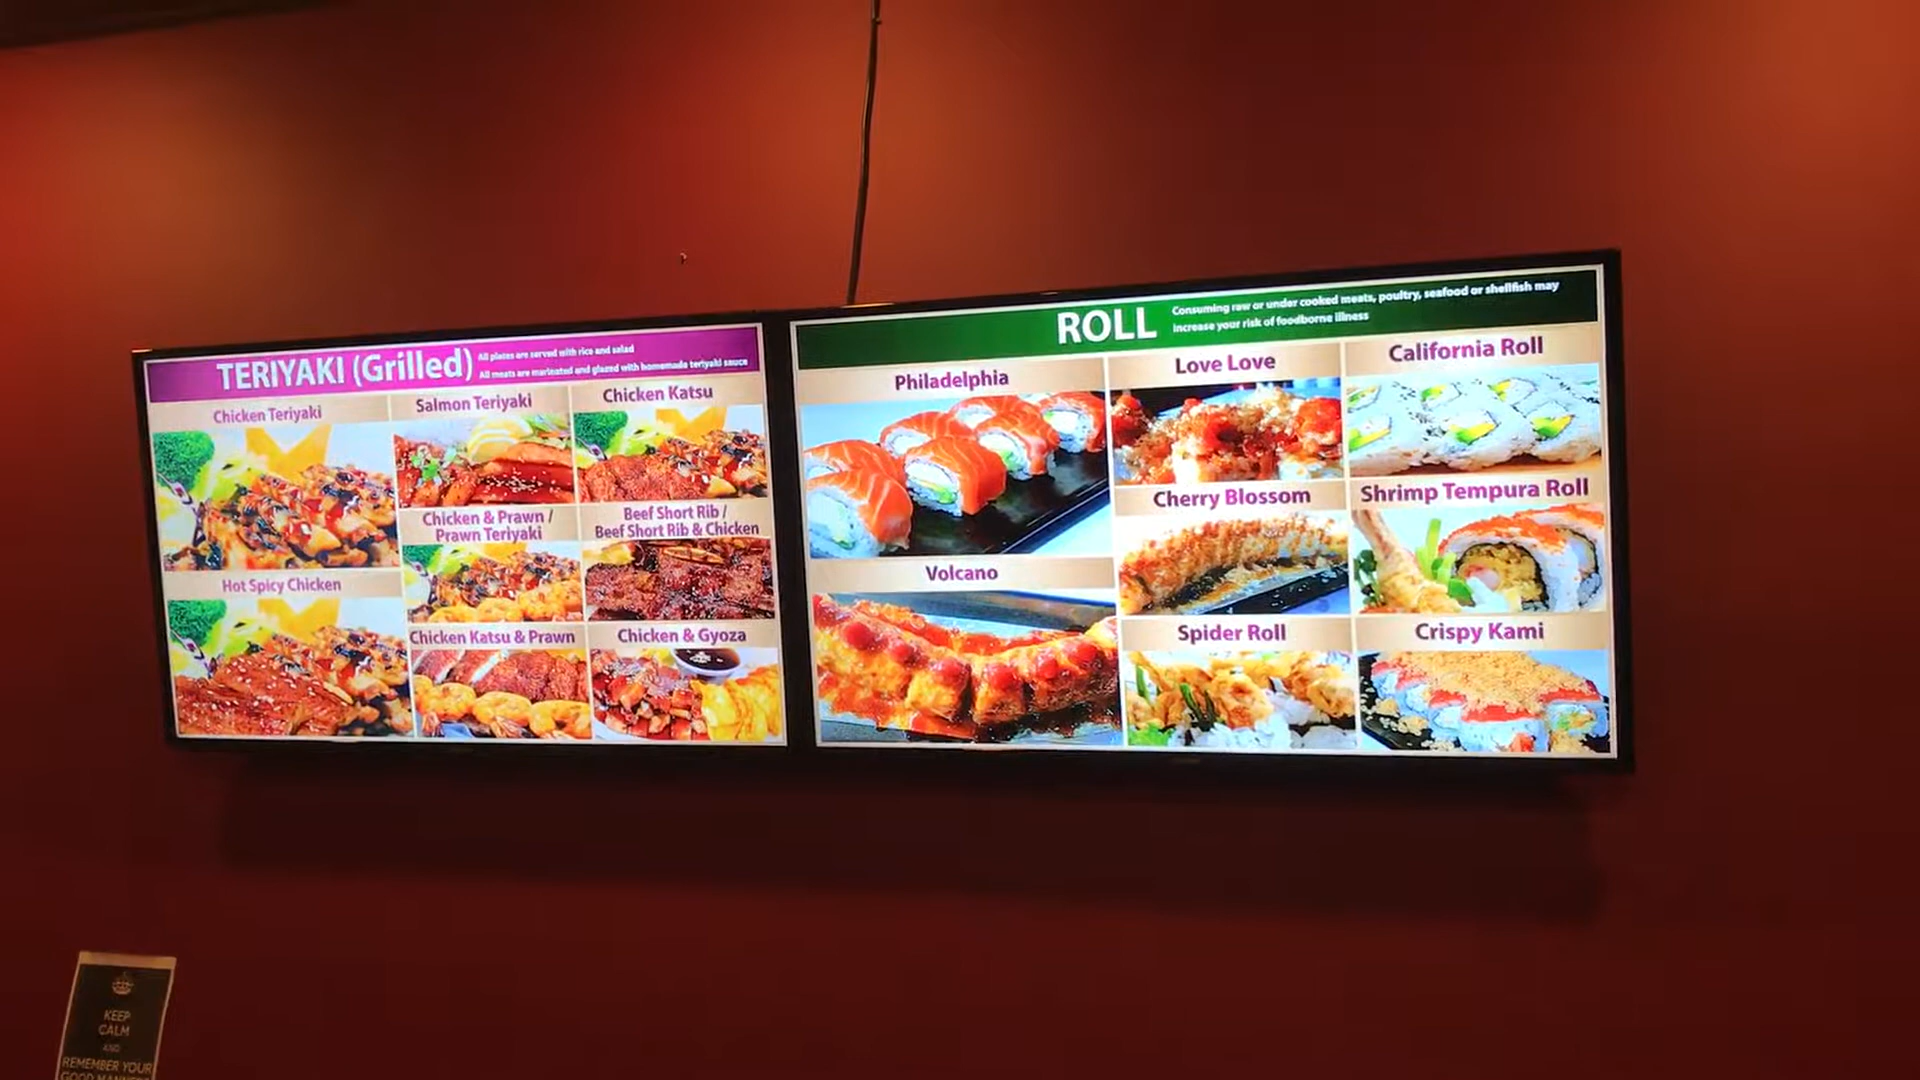 TERIYAKI (Grilled)
All plates are served with rice and salad
All meats are marinated and glazed with homemade teriyaki sauce
Chicken Teriyaki
Salmon Teriyaki
Chicken Katsu
Chicken & Prawn /
Prawn Teriyaki
Beef Short Rib /
Beef Short Rib & Chicken
Hot Spicy Chicken
Chicken Katsu & Prawn
Chicken & Gyoza
ROLL
Consuming raw or under cooked meats, poultry, seafood or shellfish may
increase your risk of foodborne illness
Philadelphia
Love Love
California Roll
Cherry Blossom
Shrimp Tempura Roll
Volcano
Spider Roll
Crispy Kami
KEEP
CALM
AND
REMEMBER YOUR
GOOD MANNERS